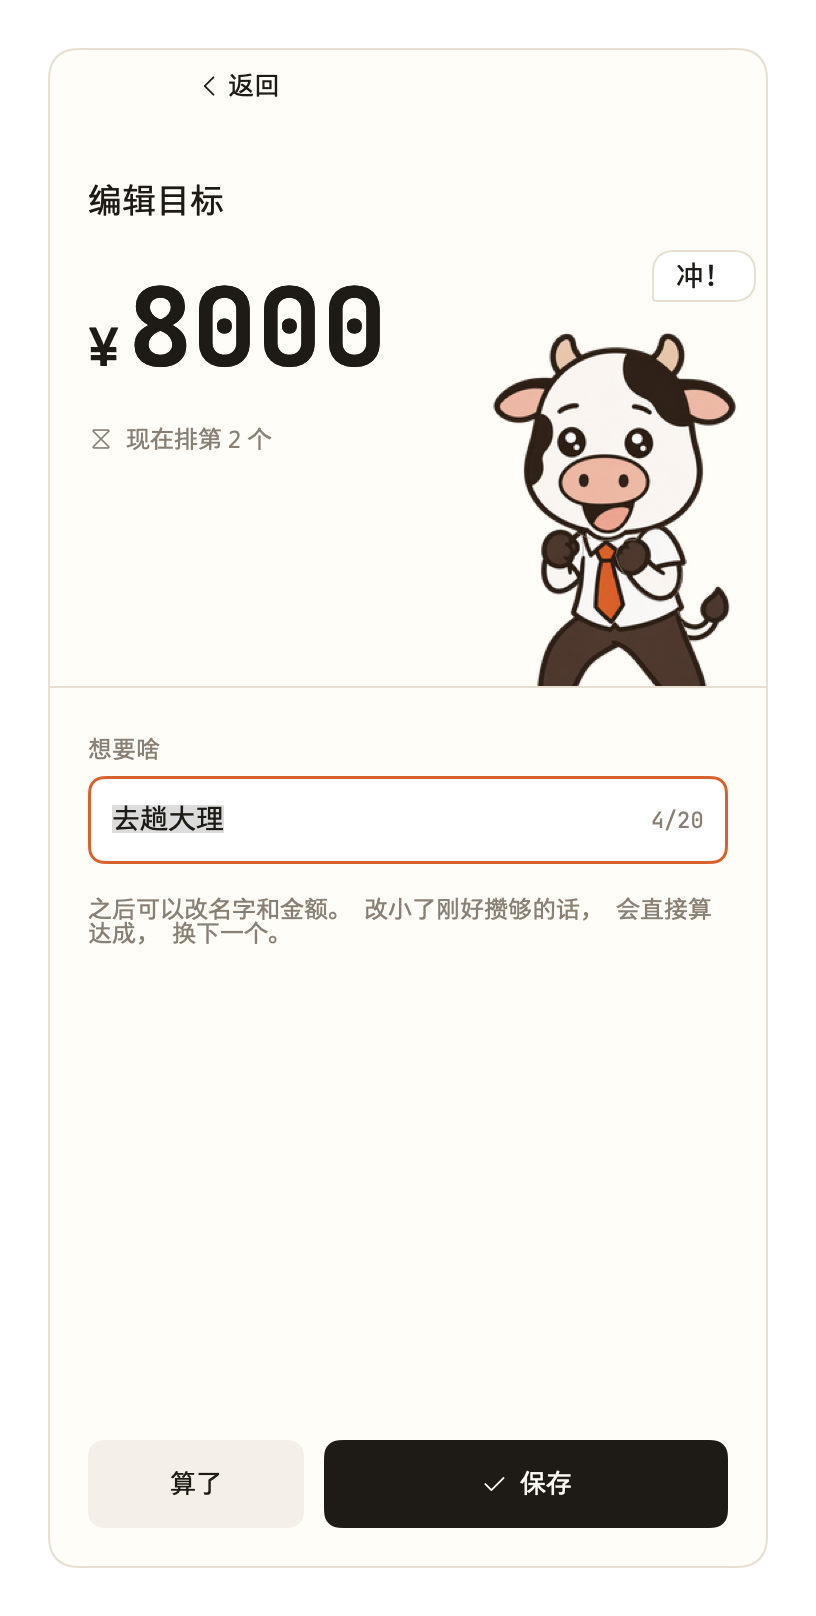 返回
编辑目标
冲！
¥8000
现在排第 2 个
想要啥
去趟大理
4/20
之后可以改名字和金额。 改小了刚好攒够的话， 会直接算
达成， 换下一个。
算了
保存